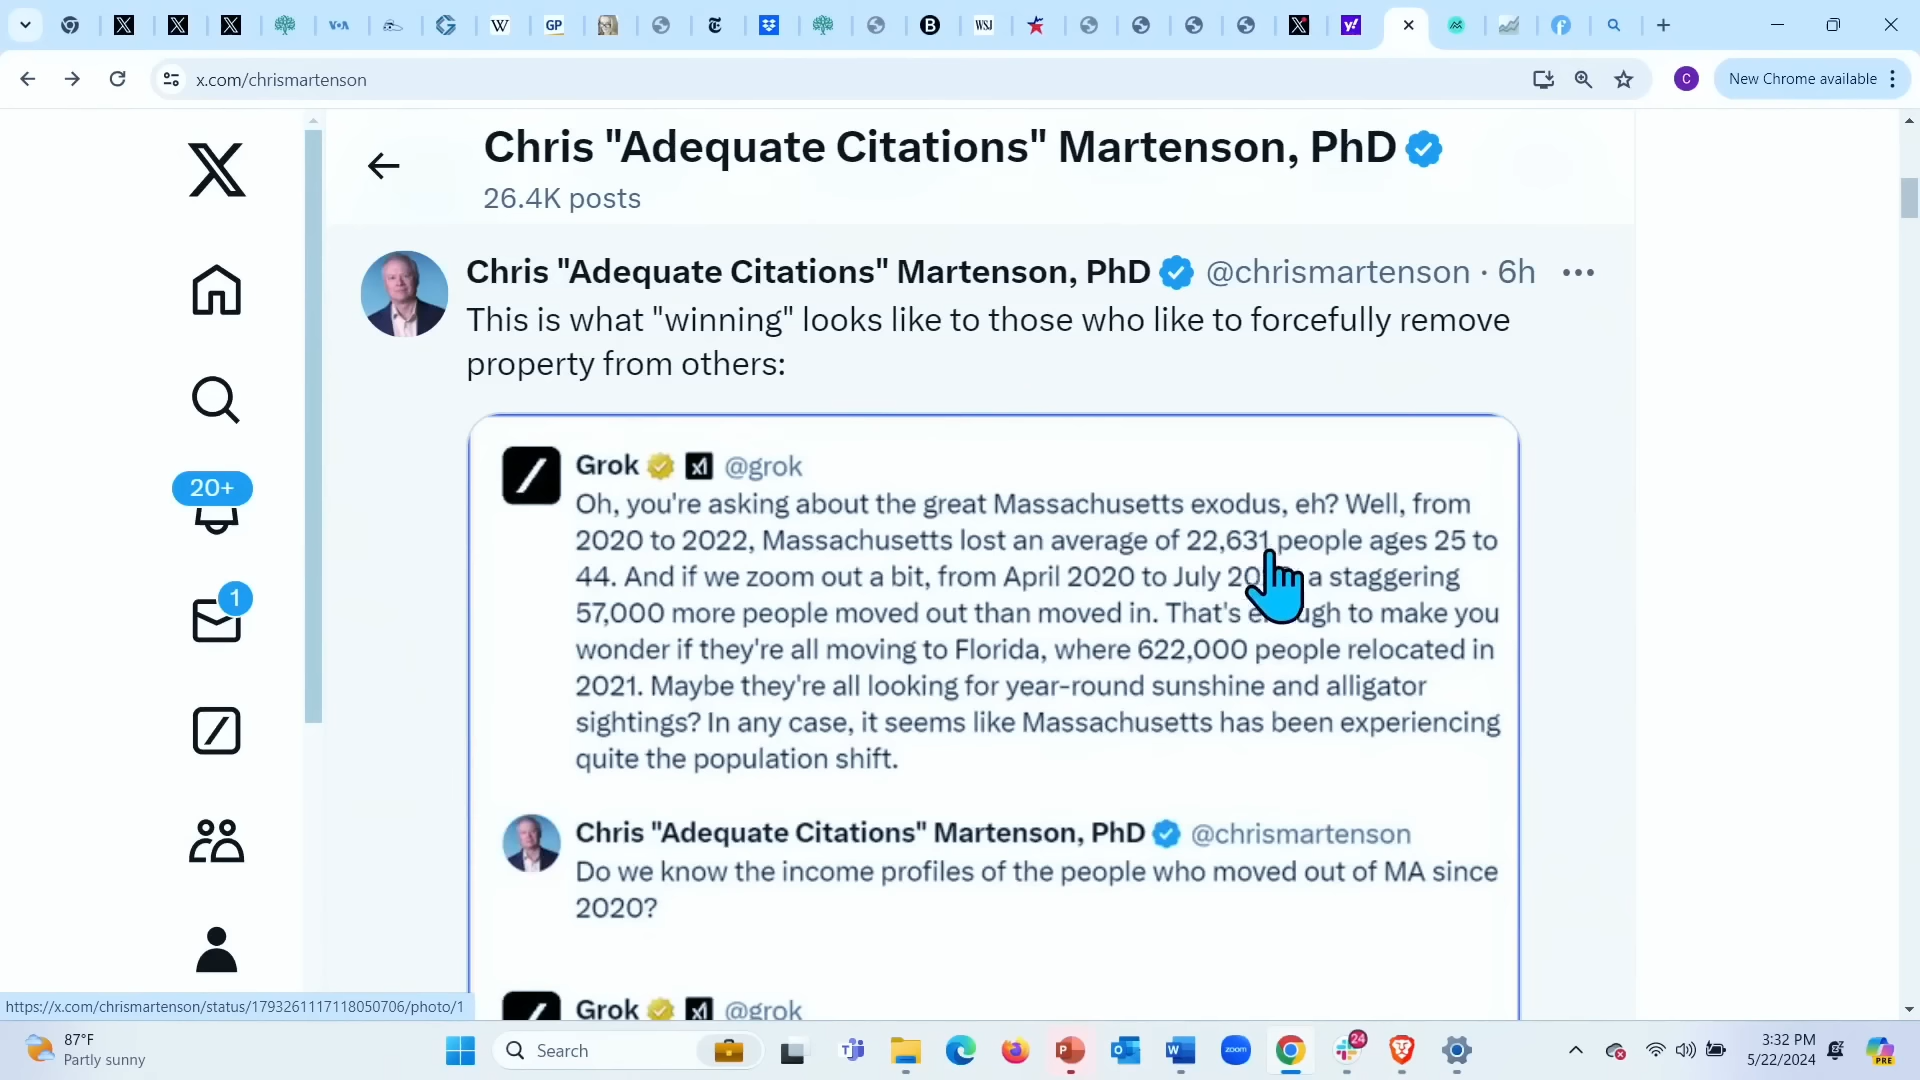 VOA
G
W
GP
B
WSJ
y!
f
x.com/chrismartenson
C
New Chrome available
Chris "Adequate Citations" Martenson, PhD
26.4K posts
Chris "Adequate Citations" Martenson, PhD @chrismartenson · 6h
This is what "winning" looks like to those who like to forcefully remove
property from others:
20+
1
Grok @grok
Oh, you're asking about the great Massachusetts exodus, eh? Well, from
2020 to 2022, Massachusetts lost an average of 22,631 people ages 25 to
44. And if we zoom out a bit, from April 2020 to July a staggering
57,000 more people moved out than moved in. That's enough to make you
wonder if they're all moving to Florida, where 622,000 people relocated in
2021. Maybe they're all looking for year-round sunshine and alligator
sightings? In any case, it seems like Massachusetts has been experiencing
quite the population shift.
Chris "Adequate Citations" Martenson, PhD @chrismartenson
Do we know the income profiles of the people who moved out of MA since
2020?
Grok @grok
https://x.com/chrismartenson/status/1793261117118050706/photo/1
87°F
Partly sunny
Search
zoom
24
3:32 PM
5/22/2024
PRE